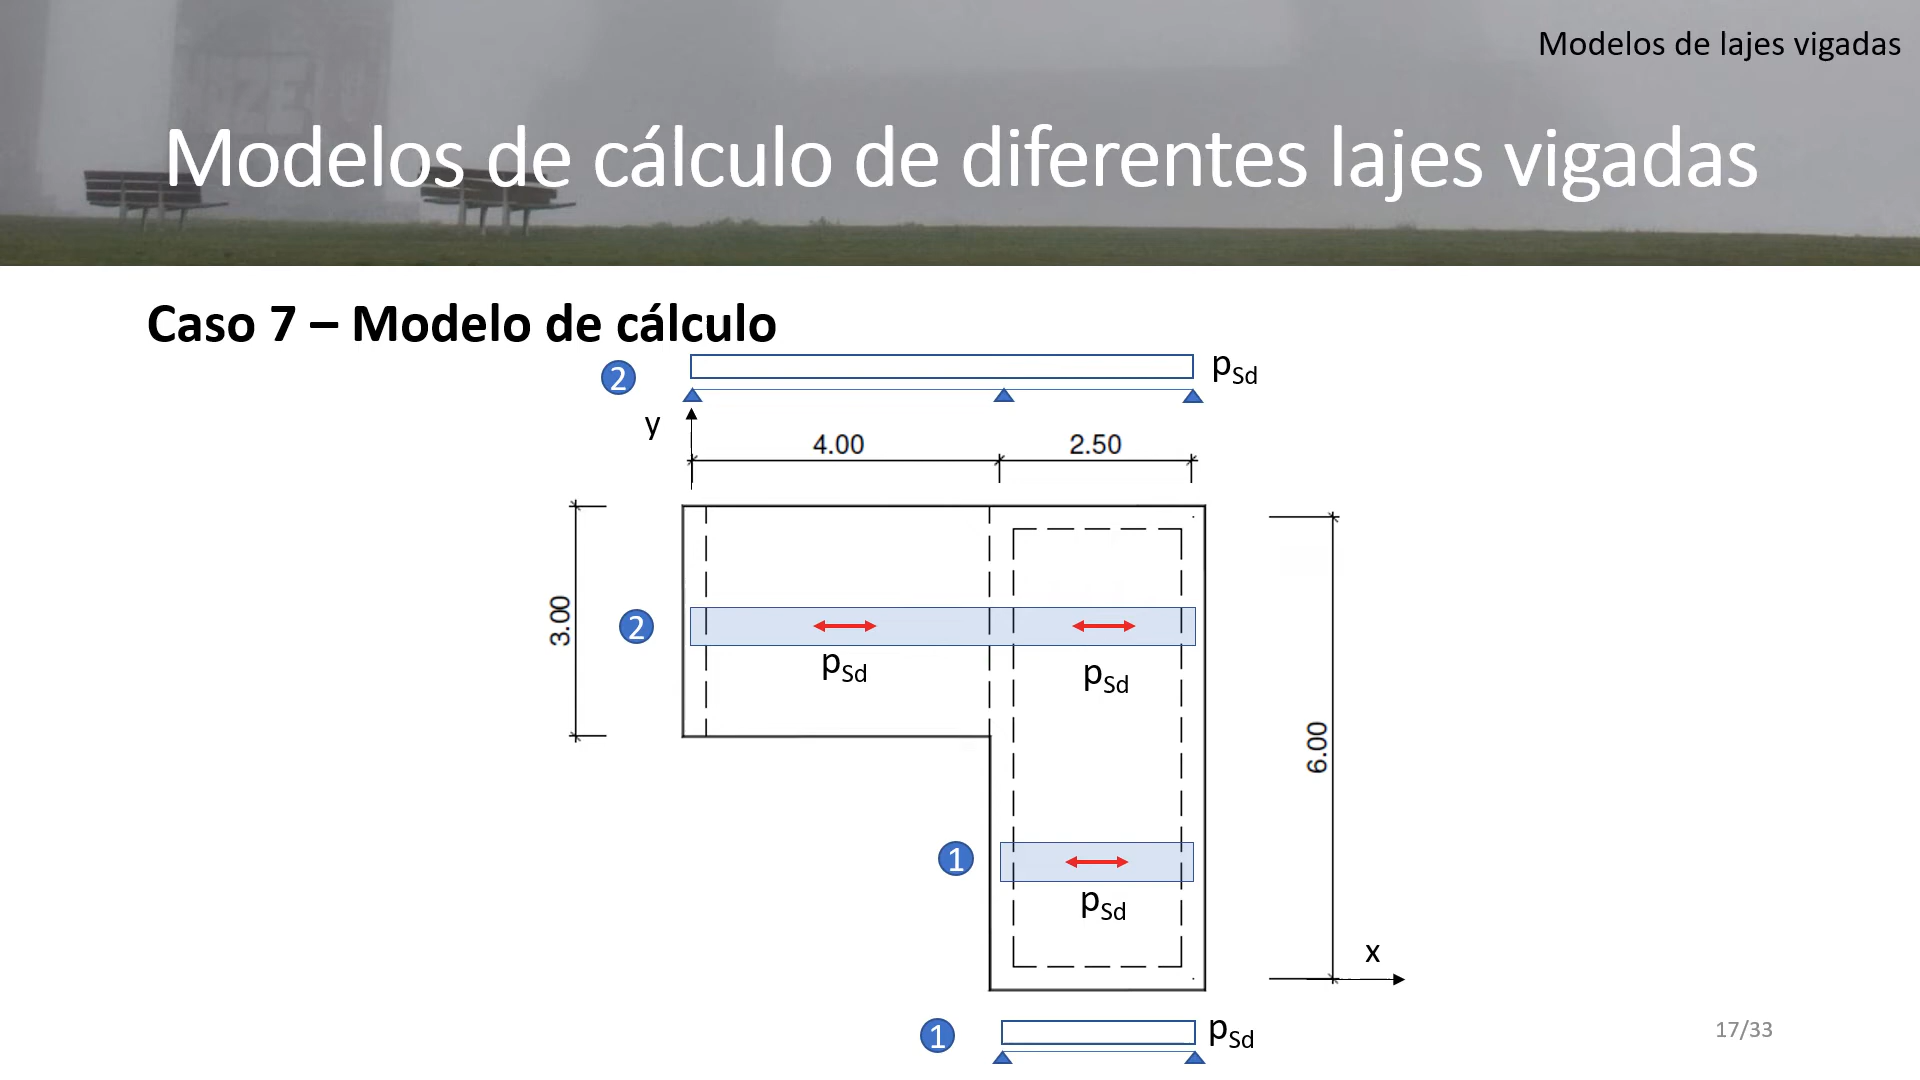 Modelos de lajes vigadas
Modelos de cálculo de diferentes lajes vigadas
Caso 7 – Modelo de cálculo
2
pSd
y
4.00
2.50
3.00
2
pSd
pSd
6.00
1
pSd
x
1
pSd
17/33